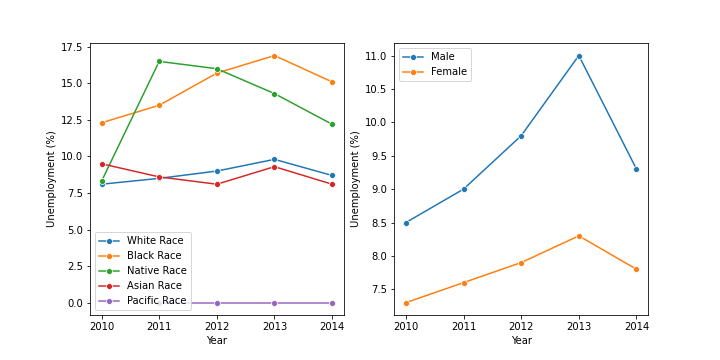 17.5
15.0
12.5
10.0
7.5
5.0
2.5
0.0
Unemployment (%)
White Race
Black Race
Native Race
Asian Race
Pacific Race
2010 2011 2012 2013 2014
Year
11.0
10.5
10.0
9.5
9.0
8.5
8.0
7.5
Unemployment (%)
Male
Female
2010 2011 2012 2013 2014
Year